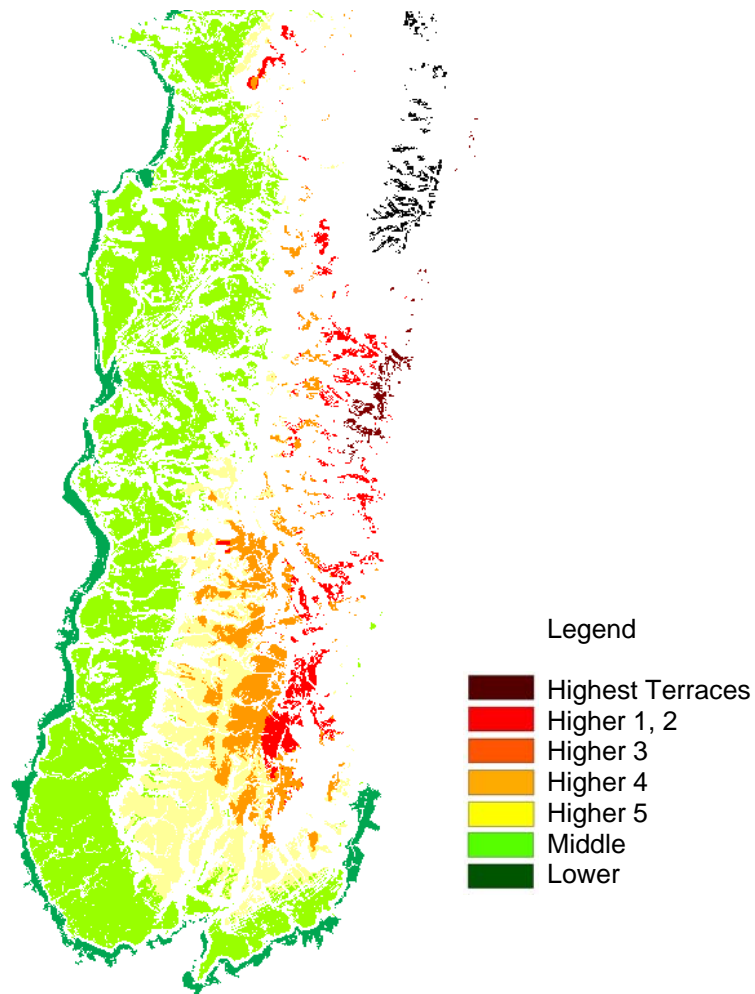 Legend
Highest Terraces
Higher 1, 2
Higher 3
Higher 4
Higher 5
Middle
Lower